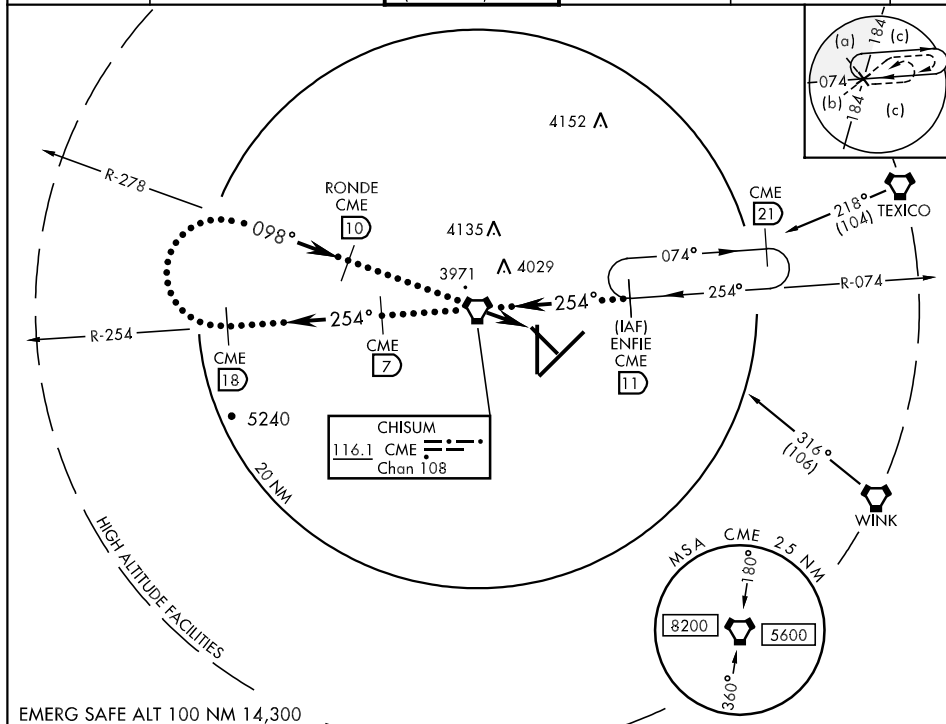 (a)
184
(c)
074
(b)
184
(c)
4152
R-278
RONDE
CME
10
098°
4135
4029
3971
CME
21
218°
(104)
TEXICO
074°
254°
R-074
254°
254°
R-254
CME
18
CME
7
(IAF)
ENFIE
CME
11
5240
CHISUM
116.1 CME
Chan 108
20 NM
316°
(106)
WINK
HIGH ALTITUDE FACILITIES
MSA CME 25 NM
180°
8200
5600
360°
EMERG SAFE ALT 100 NM 14,300